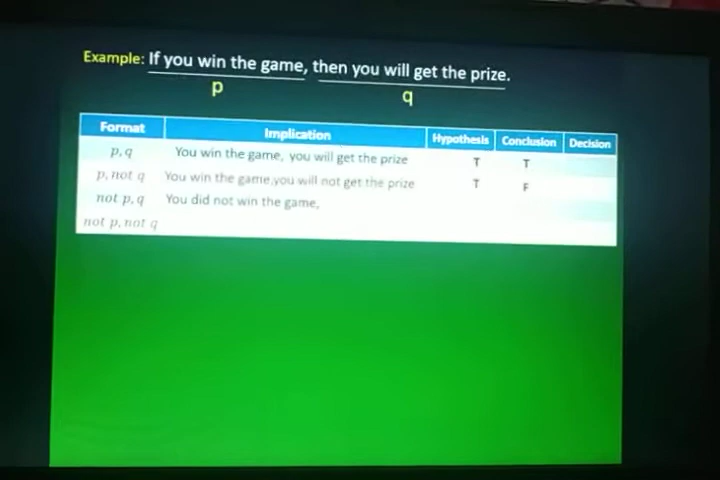 Example: If you win the game, then you will get the prize.
p q
Format Implication Hypothesis Conclusion Decision
p, q You win the game, you will get the prize T T
p, not q You win the game,you will not get the prize T F
not p, q You did not win the game,
not p, not q